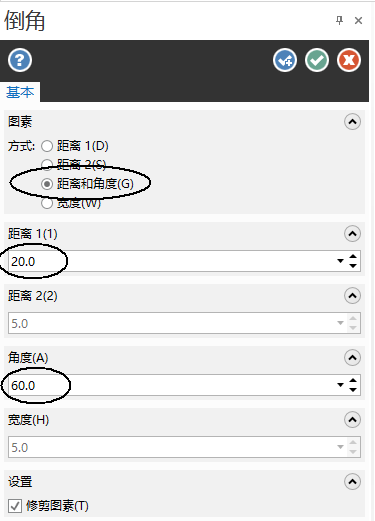 倒角
基本
图素
方式: 距离 1(D)
距离 2(S)
距离和角度(G)
宽度(W)
距离 1(1)
20.0
距离 2(2)
5.0
角度(A)
60.0
宽度(H)
5.0
设置
修剪图素(T)